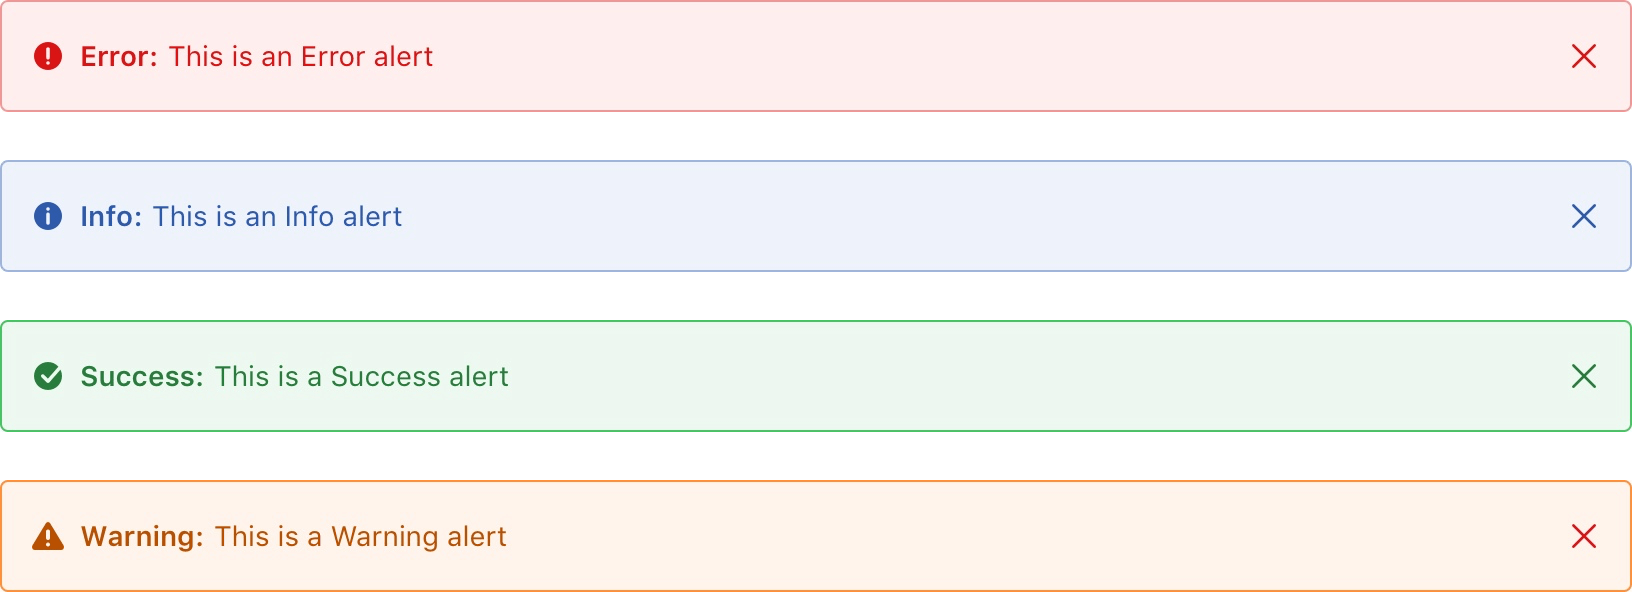 Error: This is an Error alert
Info: This is an Info alert
Success: This is a Success alert
Warning: This is a Warning alert